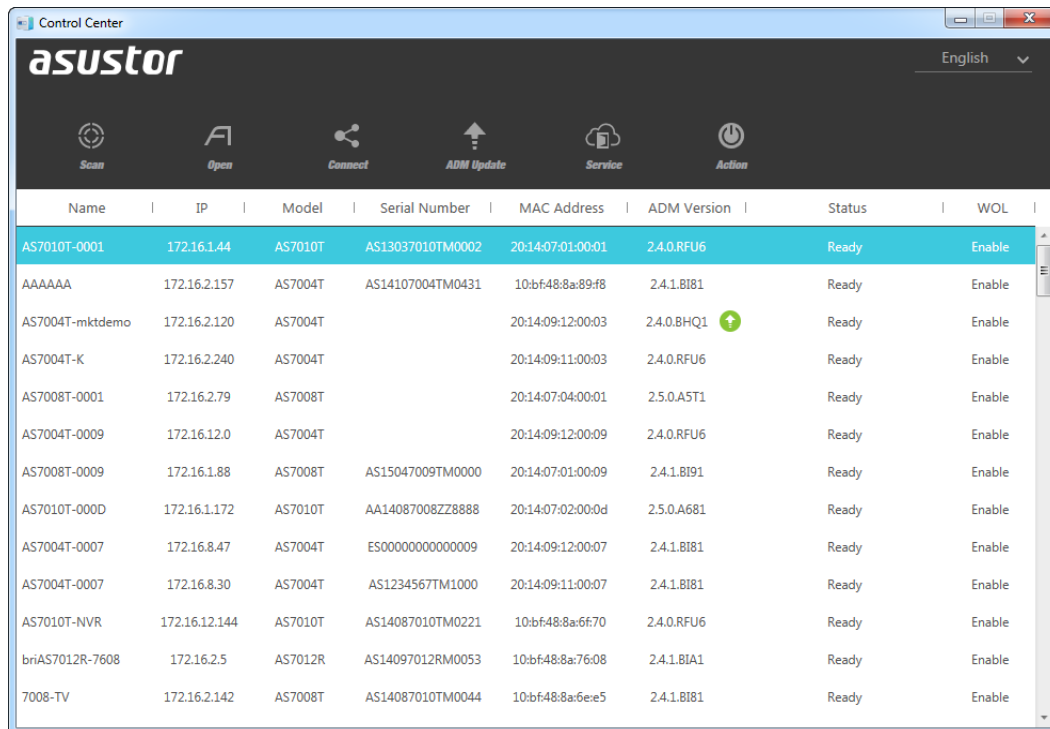 Control Center
asustor
English
Scan Open Connect ADM Update Service Action
Name IP Model Serial Number MAC Address ADM Version Status WOL
AS7010T-0001 172.16.1.44 AS7010T AS13037010TM0002 20:14:07:01:00:01 2.4.0.RFU6 Ready Enable
AAAAAA 172.16.2.157 AS7004T AS14107004TM0431 10:bf:48:8a:89:f8 2.4.1.BI81 Ready Enable
AS7004T-mktdemo 172.16.2.120 AS7004T 20:14:09:12:00:03 2.4.0.BHQ1 Ready Enable
AS7004T-K 172.16.2.240 AS7004T 20:14:09:11:00:03 2.4.0.RFU6 Ready Enable
AS7008T-0001 172.16.2.79 AS7008T 20:14:07:04:00:01 2.5.0.A5T1 Ready Enable
AS7004T-0009 172.16.12.0 AS7004T 20:14:09:12:00:09 2.4.0.RFU6 Ready Enable
AS7008T-0009 172.16.1.88 AS7008T AS15047009TM0000 20:14:07:01:00:09 2.4.1.BI91 Ready Enable
AS7010T-000D 172.16.1.172 AS7010T AA14087008ZZ8888 20:14:07:02:00:0d 2.5.0.A681 Ready Enable
AS7004T-0007 172.16.8.47 AS7004T ES00000000000009 20:14:09:12:00:07 2.4.1.BI81 Ready Enable
AS7004T-0007 172.16.8.30 AS7004T AS1234567TM1000 20:14:09:11:00:07 2.4.1.BI81 Ready Enable
AS7010T-NVR 172.16.12.144 AS7010T AS14087010TM0221 10:bf:48:8a:6f:70 2.4.0.RFU6 Ready Enable
briAS7012R-7608 172.16.2.5 AS7012R AS14097012RM0053 10:bf:48:8a:76:08 2.4.1.BIA1 Ready Enable
7008-TV 172.16.2.142 AS7008T AS14087010TM0044 10:bf:48:8a:6e:e5 2.4.1.BI81 Ready Enable